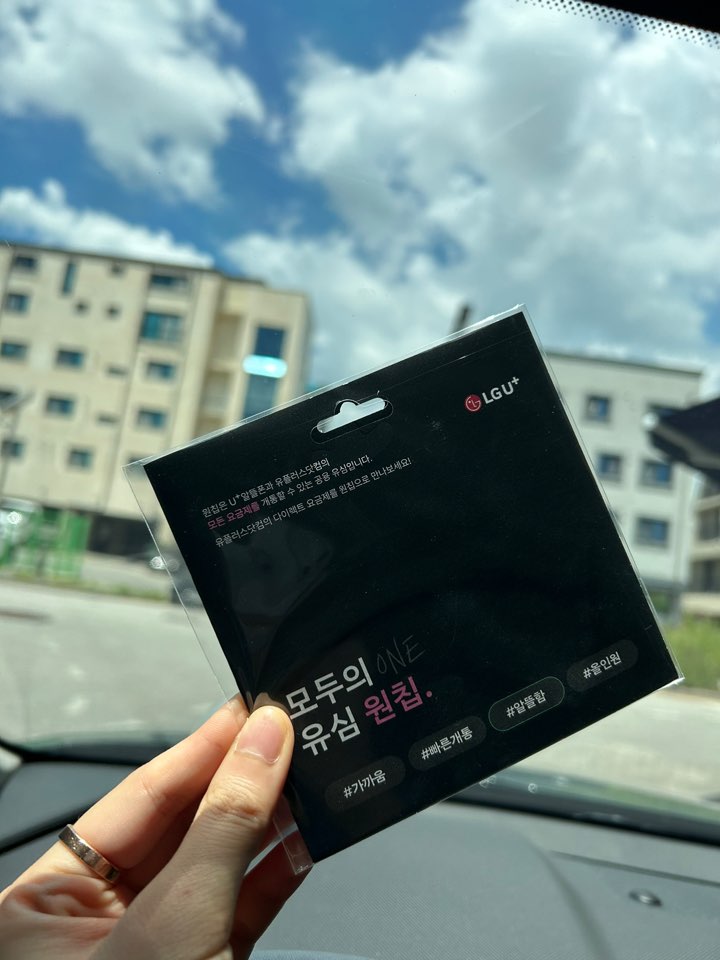 LG U+
원칩은 U+알뜰폰과 유플러스닷컴의
모든 요금제를 개통할 수 있는 공용 유심입니다.
유플러스닷컴의 다이렉트 요금제를 원칩으로 만나보세요!
모두의 ONE
유심 원칩.
#가까움 #빠른개통 #알뜰함 #올인원